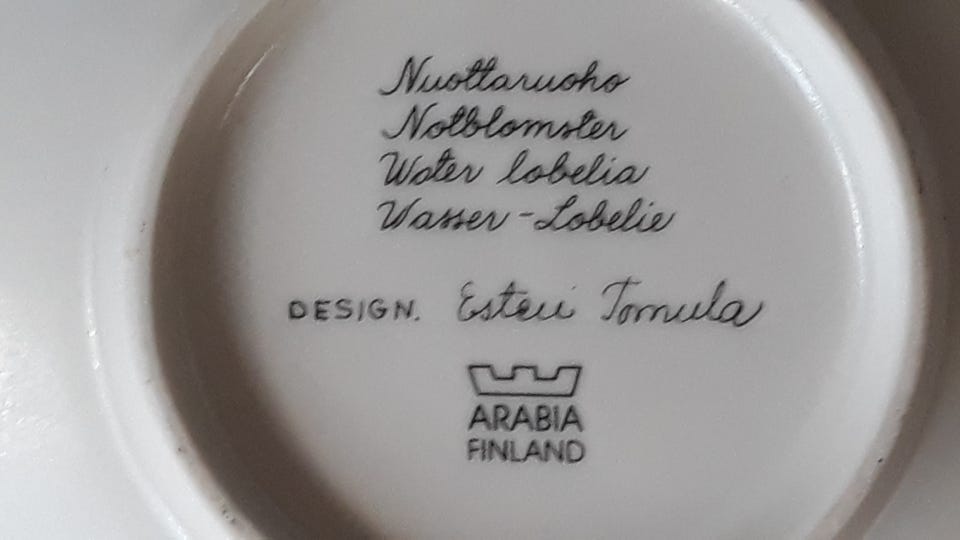 Nuottaruoho
Notblomster
Water lobelia
Wasser-Lobelie
DESIGN. Esteri Tomula
ARABIA
FINLAND